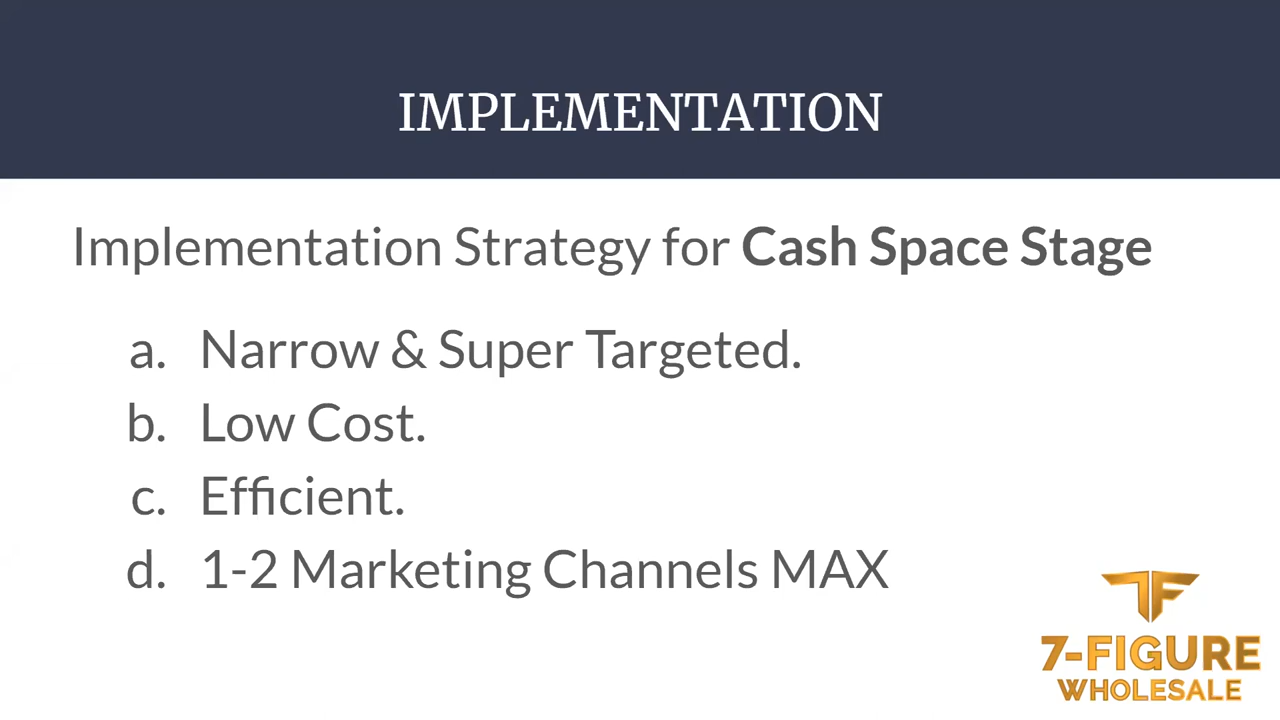 IMPLEMENTATION
Implementation Strategy for Cash Space Stage
a. Narrow & Super Targeted.
b. Low Cost.
c. Efficient.
d. 1-2 Marketing Channels MAX
7F
7-FIGURE
WHOLESALE